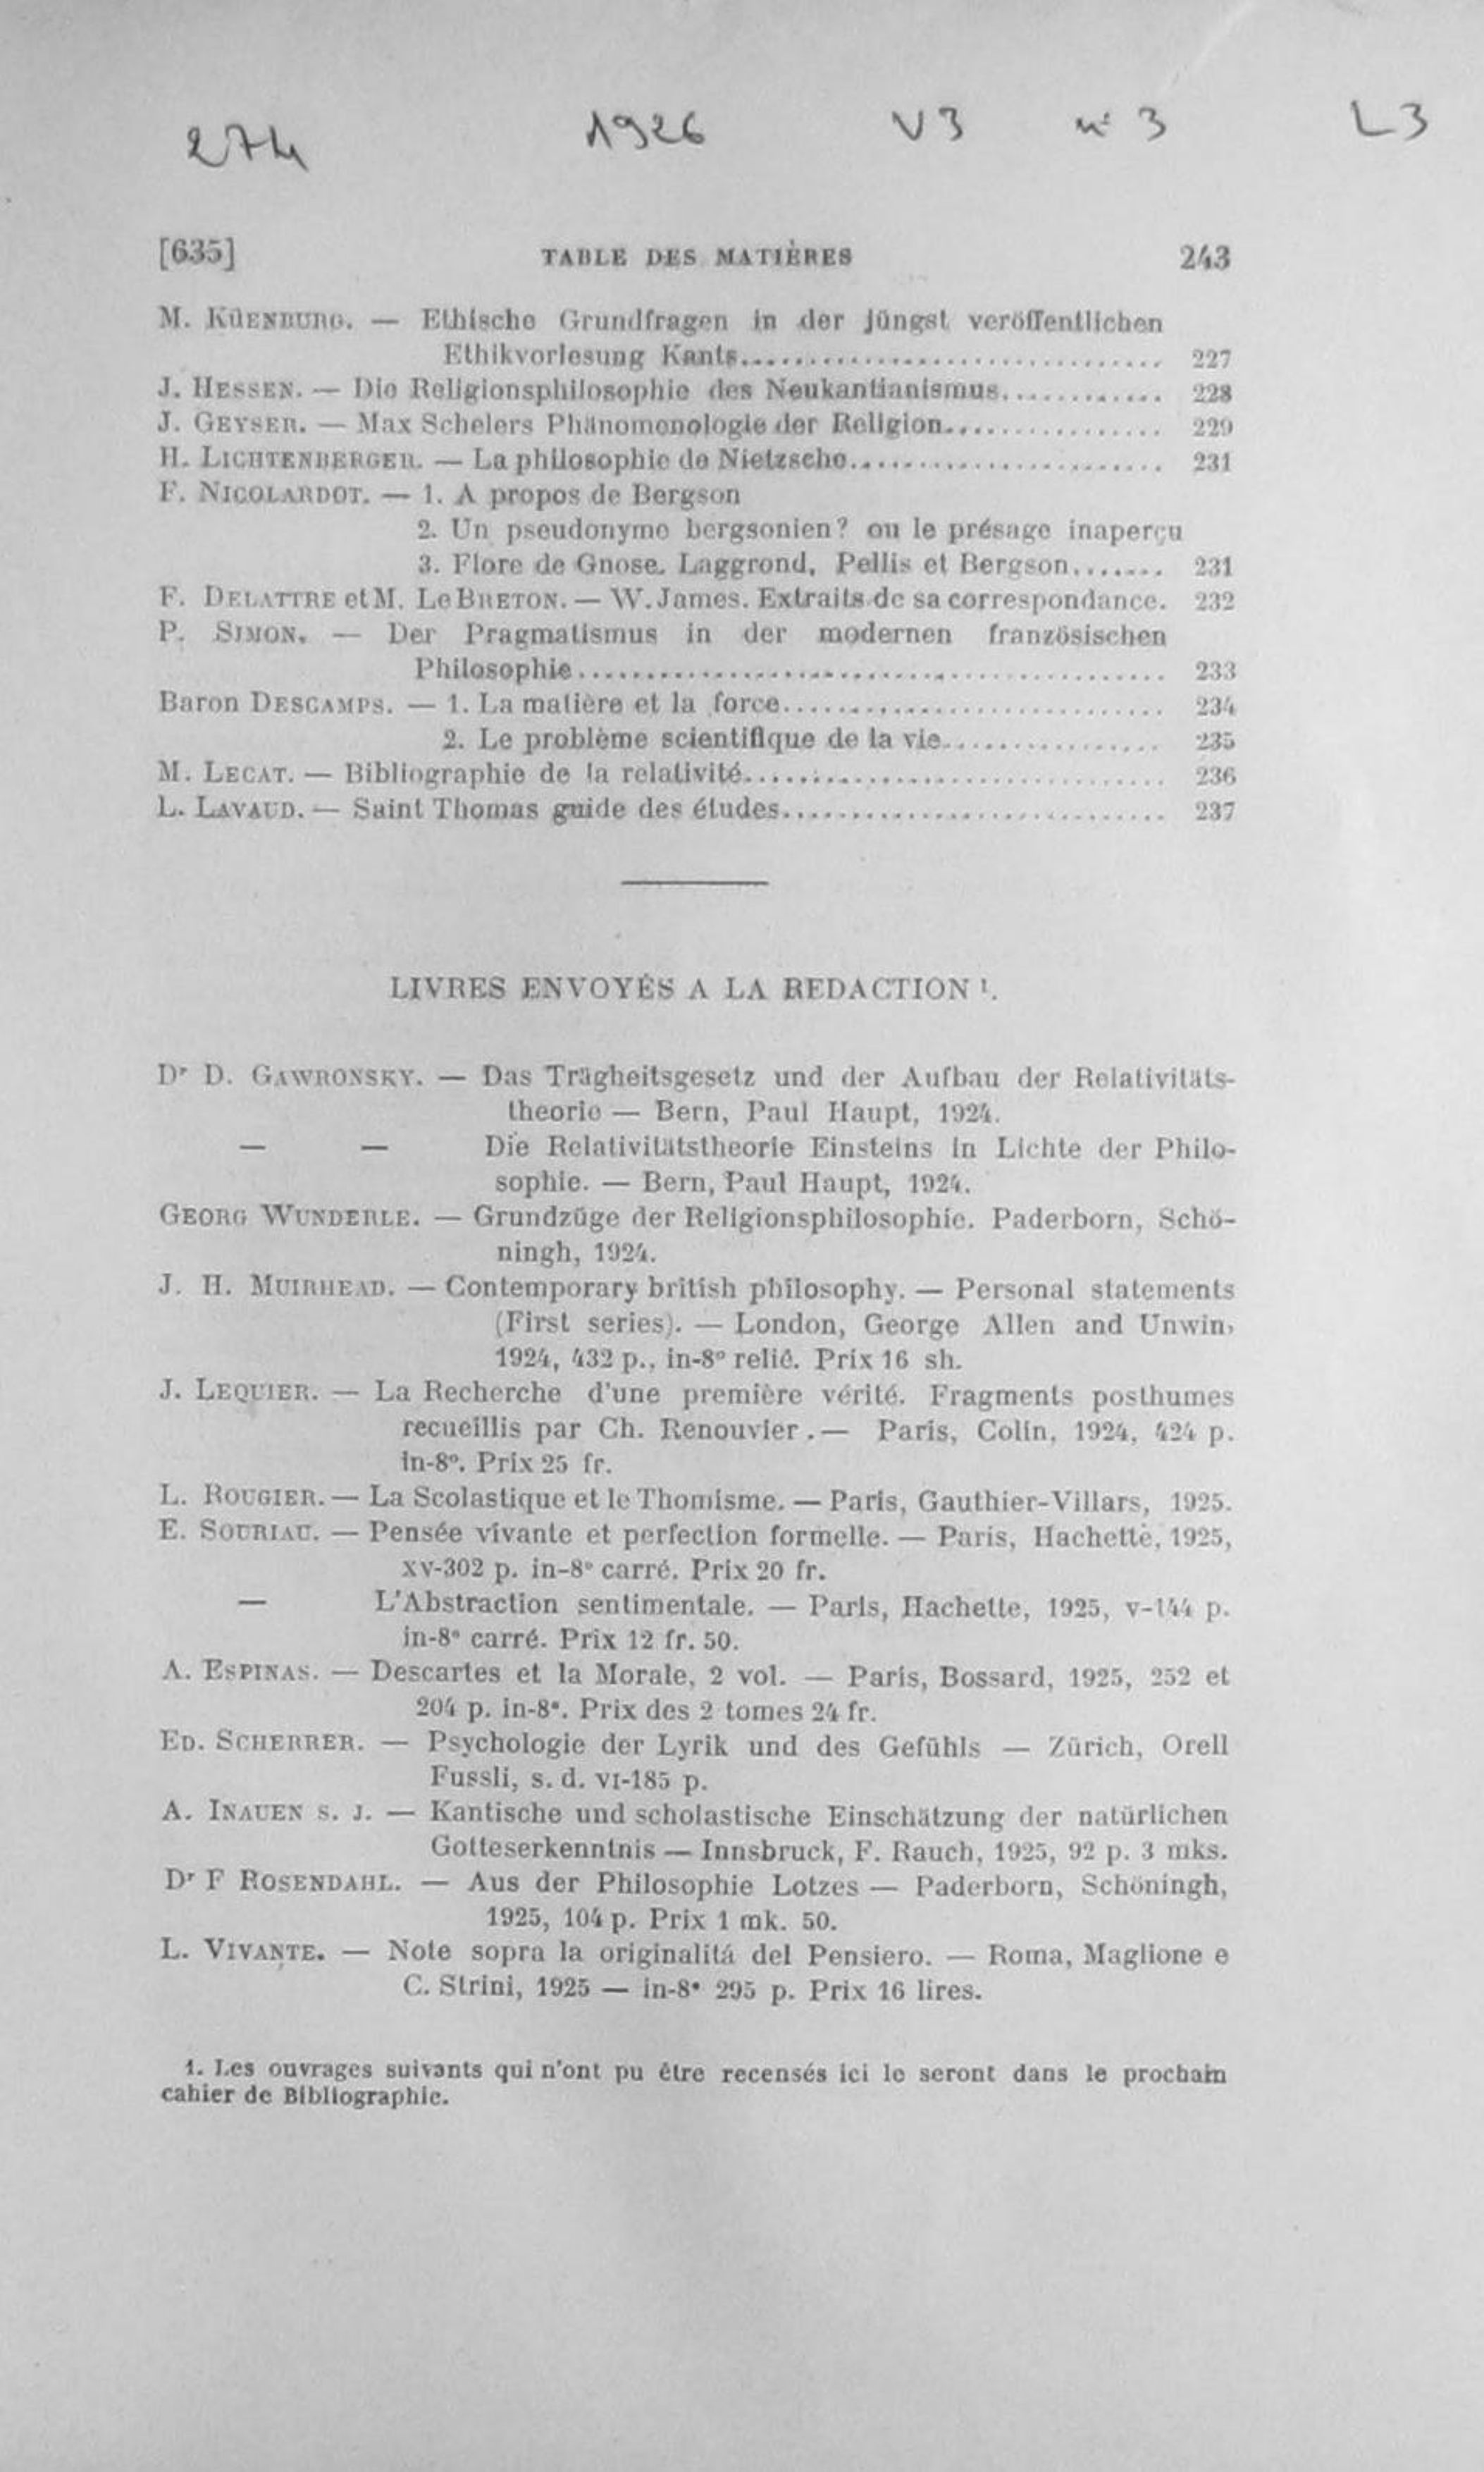 274 1926 V3 n° 3 L3
[635] TABLE DES MATIÈRES 243
M. KÜENBURG. — Ethische Grundfragen in der jüngst veröffentlichen
Ethikvorlesung Kants.............................. 227
J. HESSEN. — Die Religionsphilosophie des Neukantianismus............ 228
J. GEYSER. — Max Schelers Phänomenologie der Religion................ 229
H. LICHTENBERGER. — La philosophie de Nietzsche........................ 231
F. NICOLARDOT. — 1. A propos de Bergson
2. Un pseudonyme bergsonien? ou le présage inaperçu
3. Flore de Gnose. Laggrond, Pellis et Bergson....... 231
F. DELATTRE et M. LE BRETON. — W. James. Extraits de sa correspondance. 232
P. SIMON. — Der Pragmatismus in der modernen französischen
Philosophie.......................................... 233
Baron DESCAMPS. — 1. La matière et la force........................... 234
2. Le problème scientifique de la vie................ 235
M. LECAT. — Bibliographie de la relativité.............................. 236
L. LAVAUD. — Saint Thomas guide des études............................ 237
LIVRES ENVOYÉS A LA REDACTION ¹.
Dr D. GAWRONSKY. — Das Trägheitsgesetz und der Aufbau der Relativitäts-
theorie — Bern, Paul Haupt, 1924.
— — Die Relativitätstheorie Einsteins in Lichte der Philo-
sophie. — Bern, Paul Haupt, 1924.
GEORG WUNDERLE. — Grundzüge der Religionsphilosophie. Paderborn, Schö-
ningh, 1924.
J. H. MUIRHEAD. — Contemporary british philosophy. — Personal statements
(First series). — London, George Allen and Unwin,
1924, 432 p., in-8° relié. Prix 16 sh.
J. LEQUIER. — La Recherche d'une première vérité. Fragments posthumes
recueillis par Ch. Renouvier. — Paris, Colin, 1924, 424 p.
in-8°. Prix 25 fr.
L. ROUGIER. — La Scolastique et le Thomisme. — Paris, Gauthier-Villars, 1925.
E. SOURIAU. — Pensée vivante et perfection formelle. — Paris, Hachette, 1925,
XV-302 p. in-8° carré. Prix 20 fr.
— L'Abstraction sentimentale. — Paris, Hachette, 1925, V-144 p.
in-8° carré. Prix 12 fr. 50.
A. ESPINAS. — Descartes et la Morale, 2 vol. — Paris, Bossard, 1925, 252 et
204 p. in-8°. Prix des 2 tomes 24 fr.
ED. SCHERRER. — Psychologie der Lyrik und des Gefühls — Zürich, Orell
Fussli, s. d. VI-185 p.
A. INAUEN S. J. — Kantische und scholastische Einschätzung der natürlichen
Gotteserkenntnis — Innsbruck, F. Rauch, 1925, 92 p. 3 mks.
Dr F ROSENDAHL. — Aus der Philosophie Lotzes — Paderborn, Schöningh,
1925, 104 p. Prix 1 mk. 50.
L. VIVANTE. — Note sopra la originalitá del Pensiero. — Roma, Maglione e
C. Strini, 1925 — in-8° 295 p. Prix 16 lires.
1. Les ouvrages suivants qui n'ont pu être recensés ici le seront dans le prochain
cahier de Bibliographie.